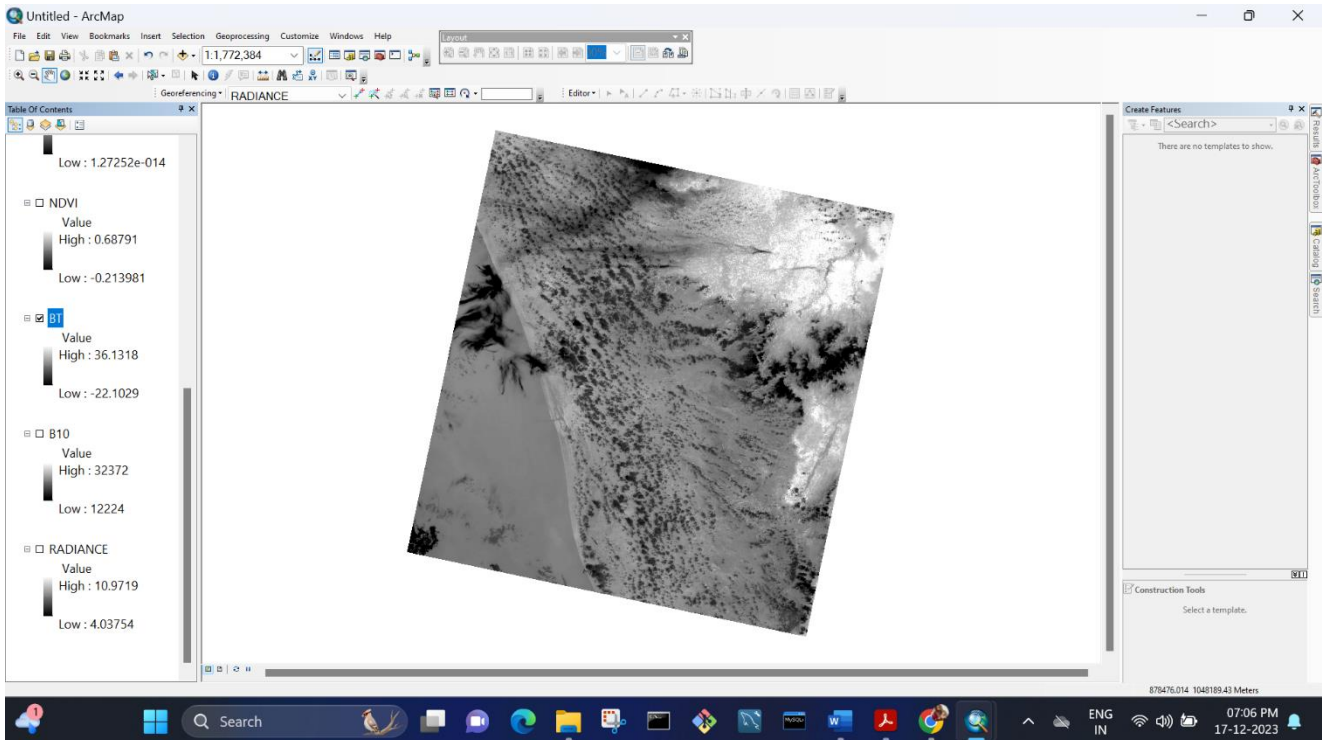 Untitled - ArcMap
File Edit View Bookmarks Insert Selection Geoprocessing Customize Windows Help
Layout
1:1,772,384
Georeferencing
RADIANCE
Editor
Table Of Contents
Low : 1.27252e-014
NDVI
Value
High : 0.68791
Low : -0.213981
BT
Value
High : 36.1318
Low : -22.1029
B10
Value
High : 32372
Low : 12224
RADIANCE
Value
High : 10.9719
Low : 4.03754
Create Features
<Search>
There are no templates to show.
Construction Tools
Select a template.
Results
ArcToolbox
Catalog
Search
878476.014 1048189.43 Meters
1
Search
MySQL
ENG
IN
07:06 PM
17-12-2023